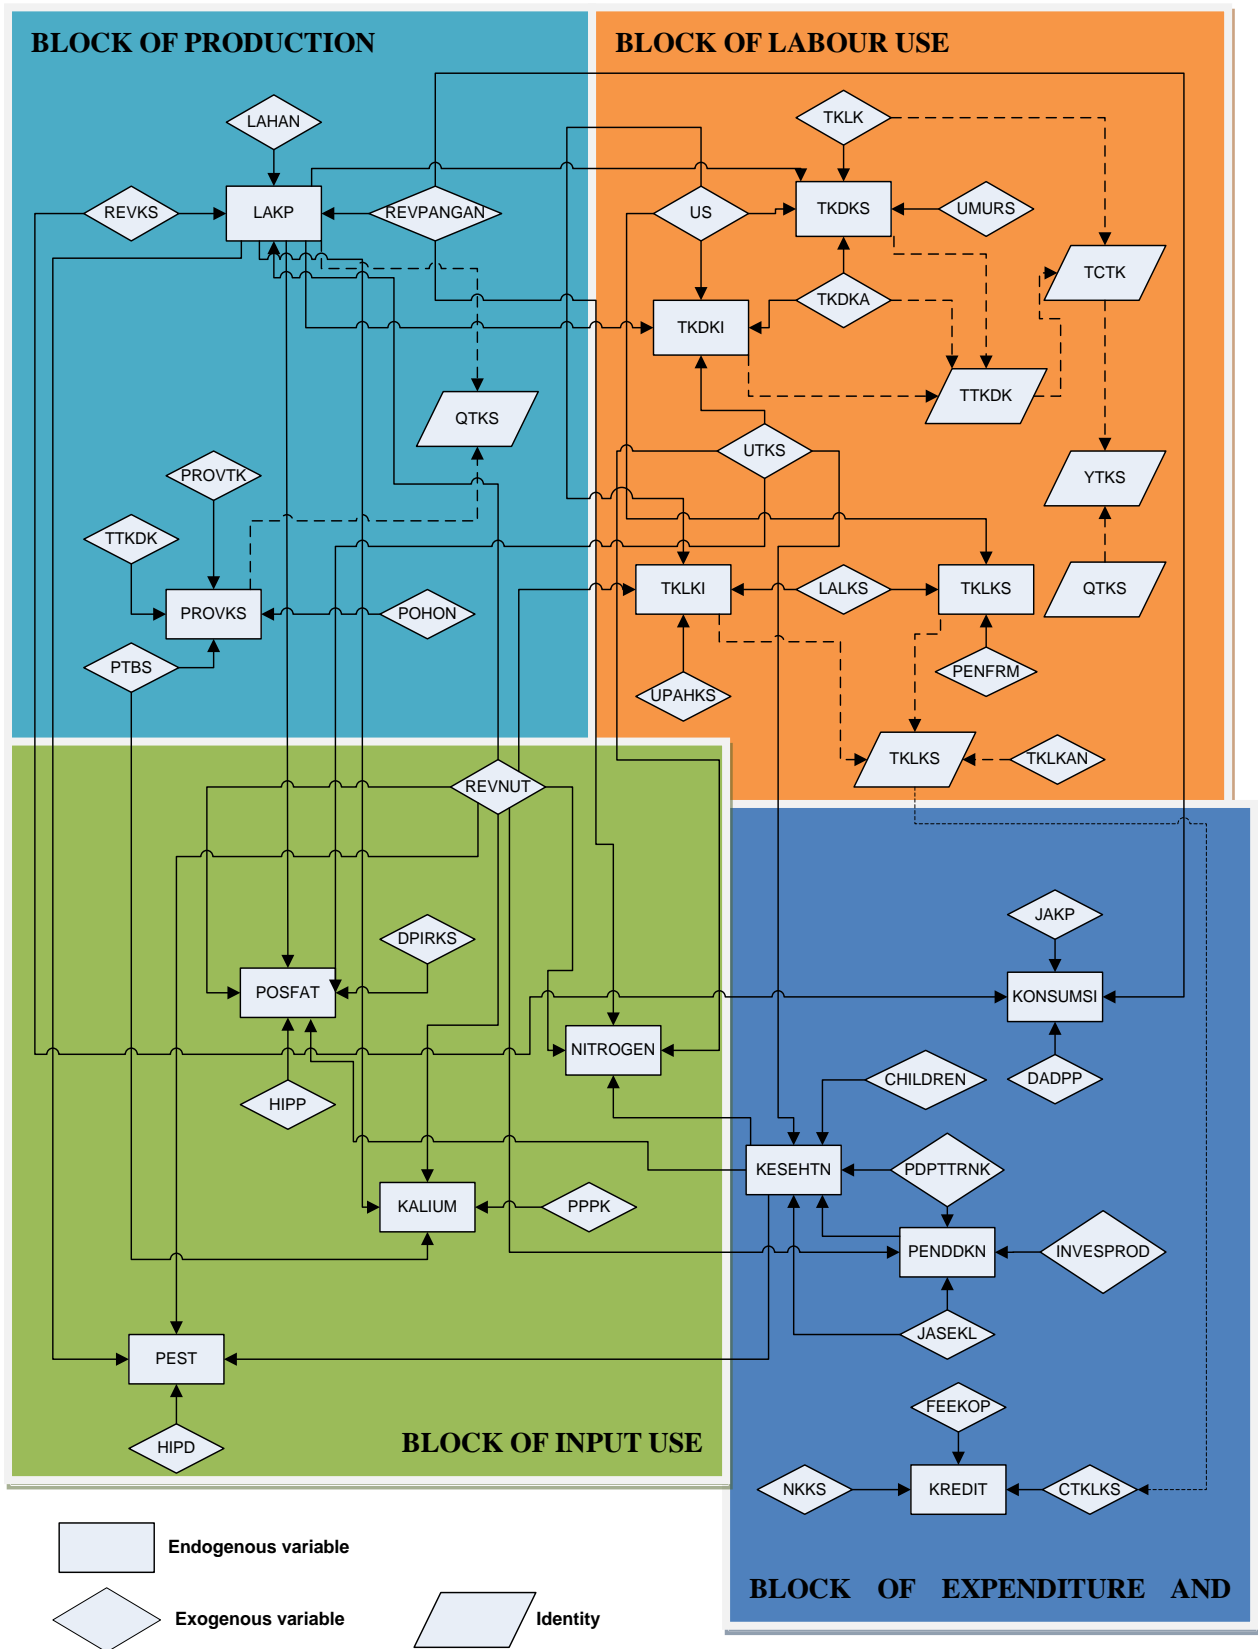 BLOCK OF PRODUCTION
BLOCK OF LABOUR USE
LAHAN
TKLK
REVKS
LAKP
REVPANGAN
US
TKDKS
UMURS
TCTK
TKDKA
TKDKI
TTKDK
QTKS
UTKS
PROVTK
YTKS
TTKDK
PROVKS
POHON
TKLKI
LALKS
TKLKS
QTKS
PTBS
PENFRM
UPAHKS
TKLKS
TKLKAN
REVNUT
JAKP
DPIRKS
POSFAT
KONSUMSI
NITROGEN
CHILDREN
DADPP
HIPP
KESEHTN
PDPTTRNK
KALIUM
PPPK
PENDDKN
INVESPROD
JASEKL
PEST
FEEKOP
HIPD
BLOCK OF INPUT USE
NKKS
KREDIT
CTKLKS
Endogenous variable
BLOCK OF EXPENDITURE AND
Exogenous variable
Identity